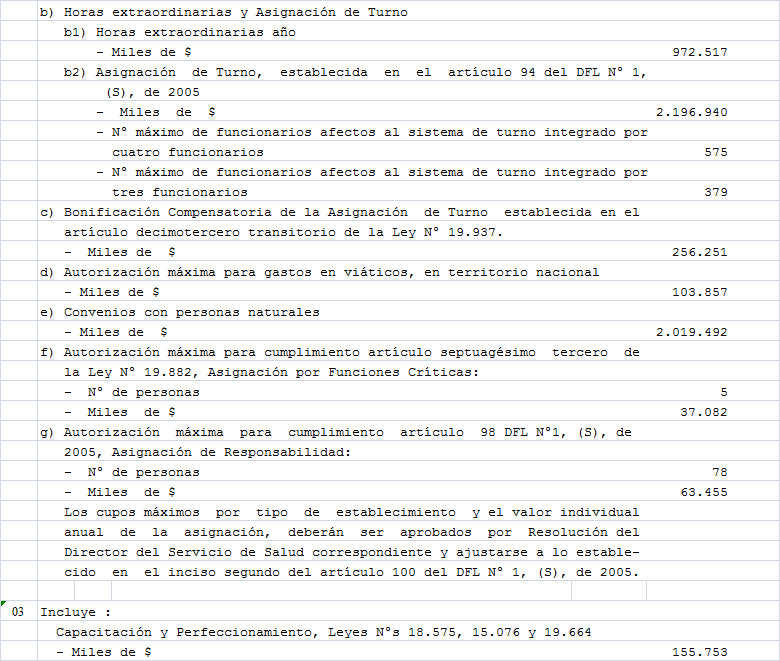 b) Horas extraordinarias y Asignación de Turno
b1) Horas extraordinarias año
- Miles de $ 972.517
b2) Asignación de Turno, establecida en el artículo 94 del DFL N° 1,
(S), de 2005
- Miles de $ 2.196.940
- N° máximo de funcionarios afectos al sistema de turno integrado por
cuatro funcionarios 575
- N° máximo de funcionarios afectos al sistema de turno integrado por
tres funcionarios 379
c) Bonificación Compensatoria de la Asignación de Turno establecida en el
artículo decimotercero transitorio de la Ley N° 19.937.
- Miles de $ 256.251
d) Autorización máxima para gastos en viáticos, en territorio nacional
- Miles de $ 103.857
e) Convenios con personas naturales
- Miles de $ 2.019.492
f) Autorización máxima para cumplimiento artículo septuagésimo tercero de
la Ley N° 19.882, Asignación por Funciones Críticas:
- N° de personas 5
- Miles de $ 37.082
g) Autorización máxima para cumplimiento artículo 98 DFL N°1, (S), de
2005, Asignación de Responsabilidad:
- N° de personas 78
- Miles de $ 63.455
Los cupos máximos por tipo de establecimiento y el valor individual
anual de la asignación, deberán ser aprobados por Resolución del
Director del Servicio de Salud correspondiente y ajustarse a lo estable-
cido en el inciso segundo del artículo 100 del DFL N° 1, (S), de 2005.
03 Incluye :
Capacitación y Perfeccionamiento, Leyes N°s 18.575, 15.076 y 19.664
- Miles de $ 155.753